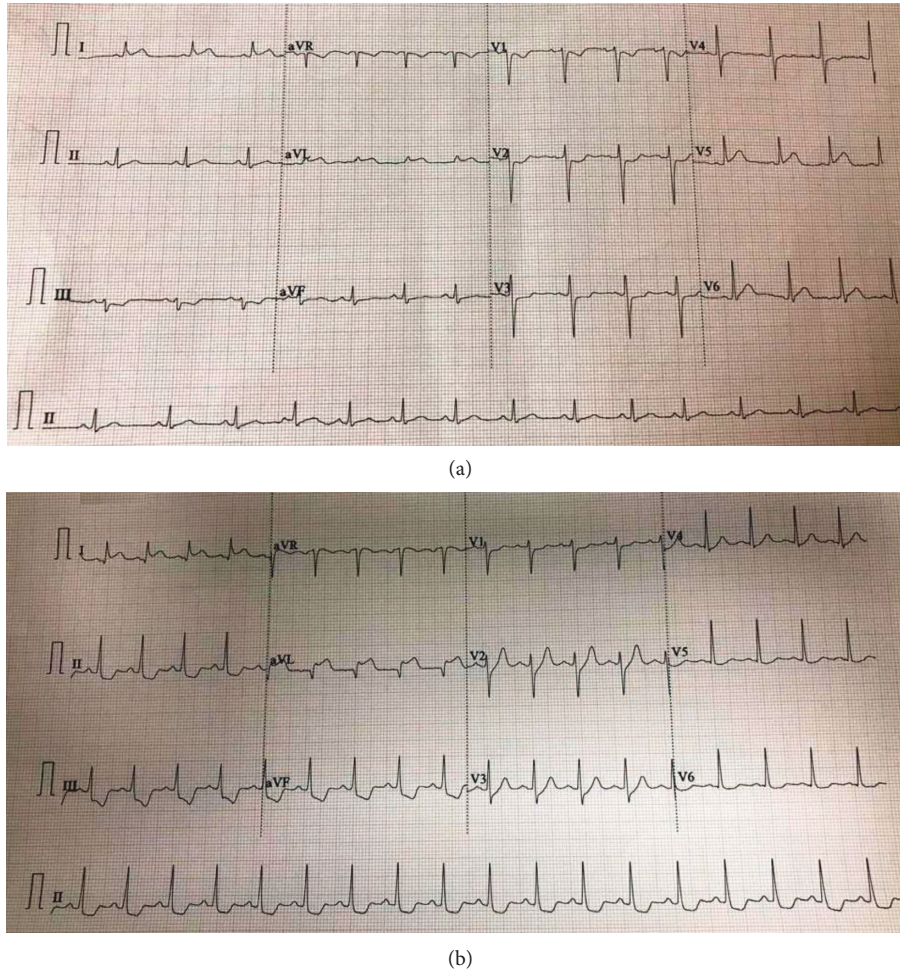 I aVR V1 V4
II aVL V2 V5
III aVF V3 V6
II
(a)
I aVR V1 V4
II aVL V2 V5
III aVF V3 V6
II
(b)